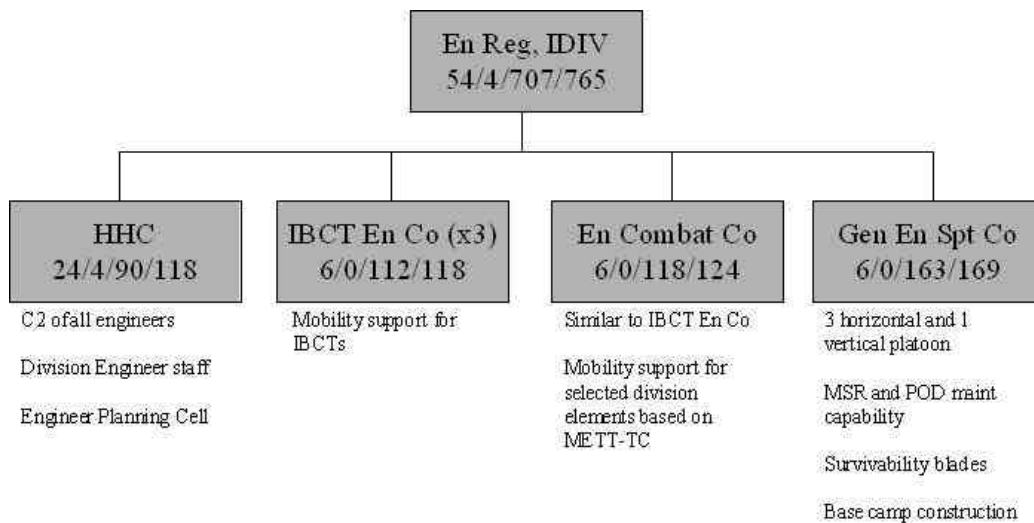 En Reg, IDIV
54/4/707/765
HHC
24/4/90/118
C2 of all engineers
Division Engineer staff
Engineer Planning Cell
IBCT En Co (x3)
6/0/112/118
Mobility support for
IBCTs
En Combat Co
6/0/118/124
Similar to IBCT En Co
Mobility support for
selected division
elements based on
METT-TC
Gen En Spt Co
6/0/163/169
3 horizontal and 1
vertical platoon
MSR and POD maint
capability
Survivability blades
Base camp construction